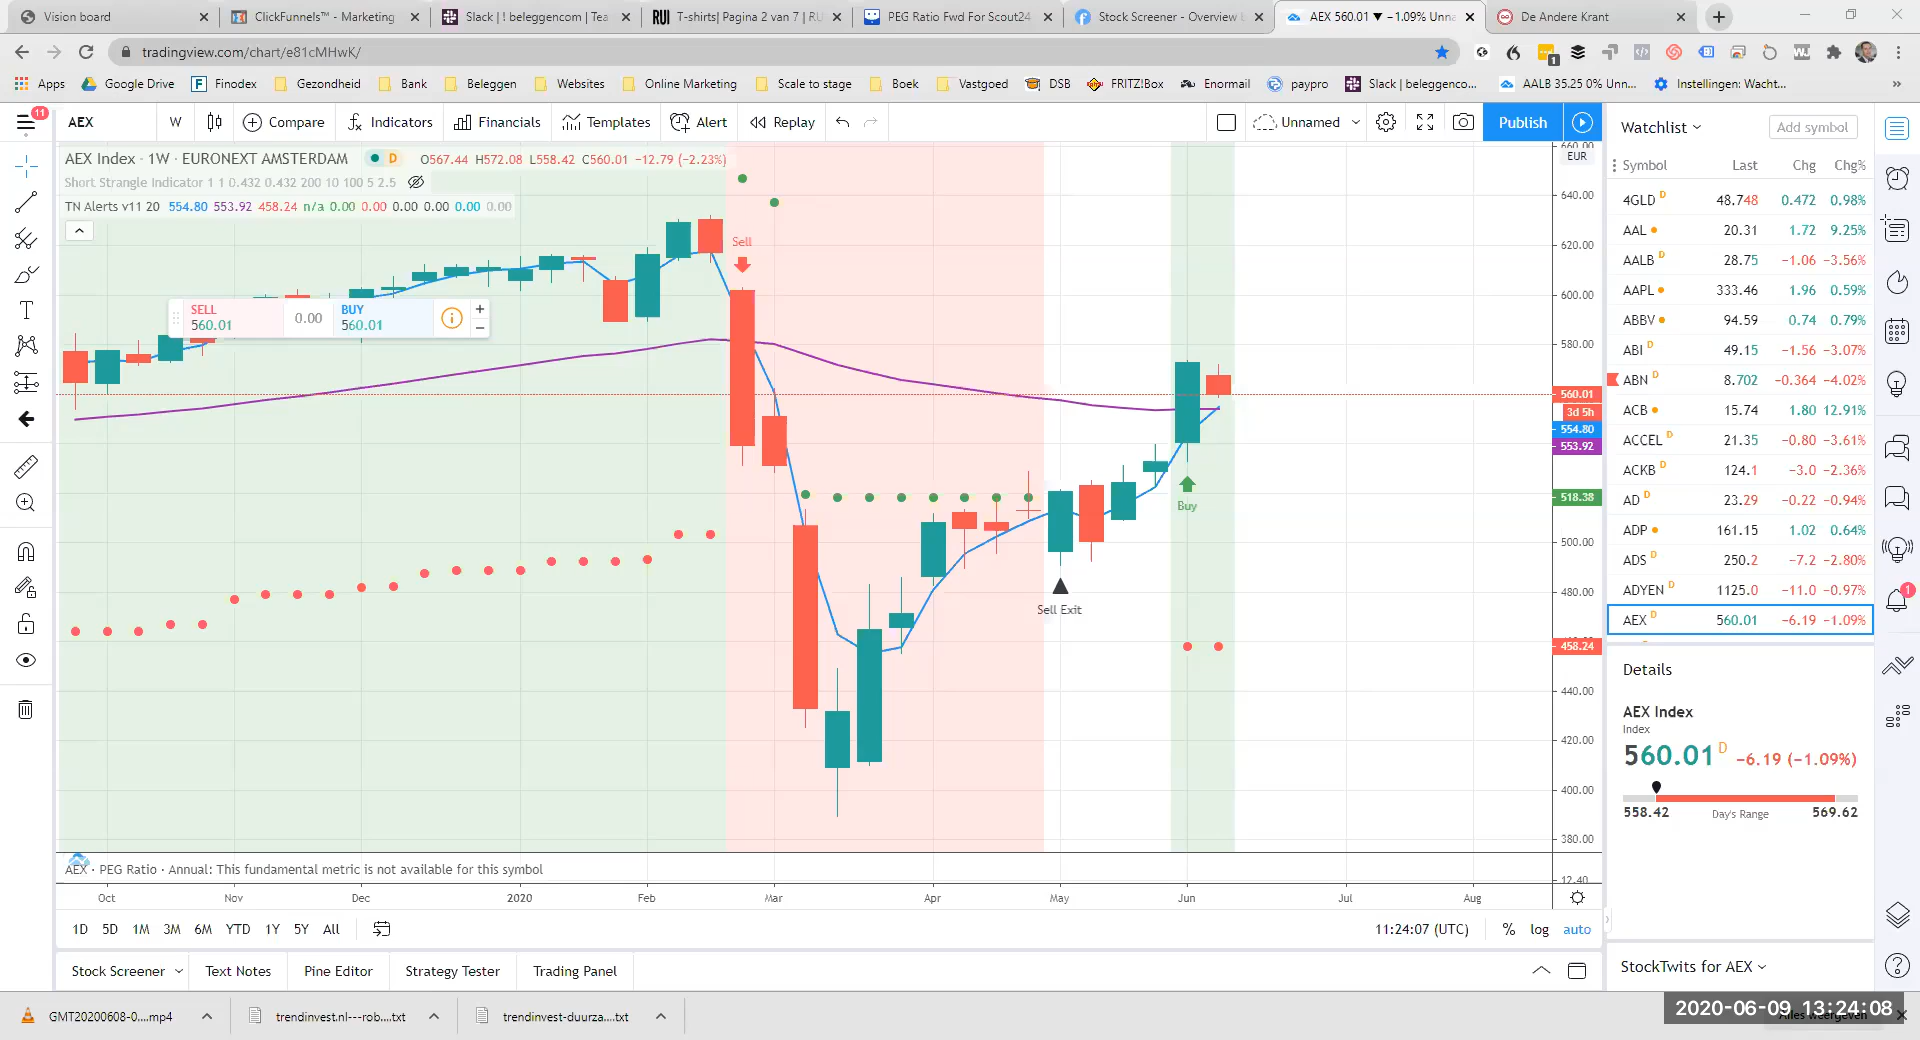 Vision board
ClickFunnels™ - Marketing
Slack | ! beleggencom | Tea
RUI T-shirts| Pagina 2 van 7 | RU
PEG Ratio Fwd For Scout24
Stock Screener - Overview
AEX 560.01 ▼ −1.09% Unna
De Andere Krant
tradingview.com/chart/e81cMHwK/
Apps
Google Drive
Finodex
Gezondheid
Bank
Beleggen
Websites
Online Marketing
Scale to stage
Boek
Vastgoed
DSB
FRITZ!Box
Enormail
paypro
Slack | beleggenco...
AALB 35.25 0% Unn...
Instellingen: Wacht...
»
11
AEX
W
Compare
Indicators
Financials
Templates
Alert
Replay
Unnamed
Publish
AEX Index · 1W · EURONEXT AMSTERDAM
D
O567.44 H572.08 L558.42 C560.01 −12.79 (−2.23%)
Short Strangle Indicator 1 1 0.432 0.432 200 10 100 5 2.5
TN Alerts v11 20 554.80 553.92 458.24 n/a 0.00 0.00 0.00 0.00 0.00 0.00
SELL
560.01
0.00
BUY
560.01
Sell
Sell Exit
Buy
660.00
EUR
640.00
620.00
600.00
580.00
560.01
3d 5h
554.80
553.92
518.38
500.00
480.00
458.24
440.00
420.00
400.00
380.00
12.40
AEX · PEG Ratio · Annual: This fundamental metric is not available for this symbol
Oct Nov Dec 2020 Feb Mar Apr May Jun Jul Aug
1D 5D 1M 3M 6M YTD 1Y 5Y All
11:24:07 (UTC) % log auto
Stock Screener
Text Notes
Pine Editor
Strategy Tester
Trading Panel
Watchlist
Add symbol
Symbol Last Chg Chg%
4GLD D 48.748 0.472 0.98%
AAL 20.31 1.72 9.25%
AALB D 28.75 −1.06 −3.56%
AAPL 333.46 1.96 0.59%
ABBV 94.59 0.74 0.79%
ABI D 49.15 −1.56 −3.07%
ABN D 8.702 −0.364 −4.02%
ACB 15.74 1.80 12.91%
ACCEL D 21.35 −0.80 −3.61%
ACKB D 124.1 −3.0 −2.36%
AD D 23.29 −0.22 −0.94%
ADP 161.15 1.02 0.64%
ADS D 250.2 −7.2 −2.80%
ADYEN D 1125.0 −11.0 −0.97%
AEX D 560.01 −6.19 −1.09%
Details
AEX Index
Index
560.01 D −6.19 (−1.09%)
558.42 Day's Range 569.62
StockTwits for AEX
1
1
GMT20200608-0....mp4
trendinvest.nl---rob....txt
trendinvest-duurza....txt
2020-06-09 13:24:08
Alles weergeven